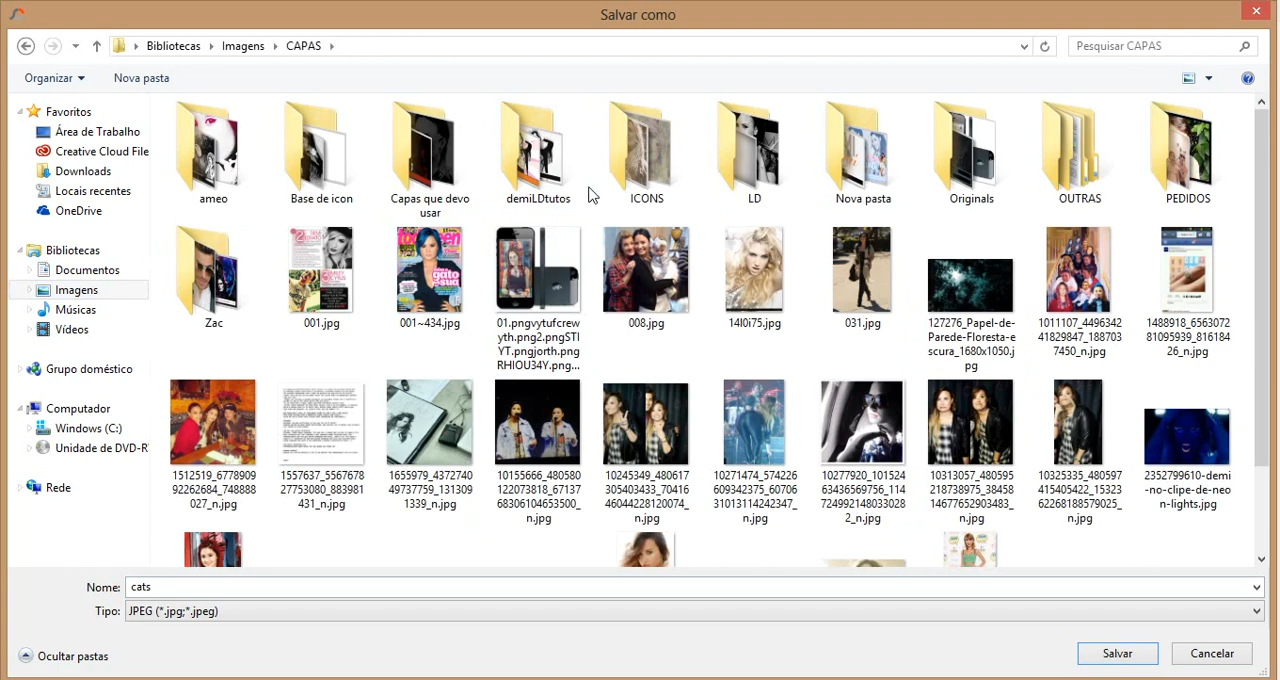 Salvar como
Bibliotecas
Imagens
CAPAS
Pesquisar CAPAS
Organizar
Nova pasta
Favoritos
Área de Trabalho
Creative Cloud File
Downloads
Locais recentes
OneDrive
Bibliotecas
Documentos
Imagens
Músicas
Vídeos
Grupo doméstico
Computador
Windows (C:)
Unidade de DVD-R
Rede
ameo
Base de icon
Capas que devo
usar
demiLDtutos
ICONS
LD
Nova pasta
Originals
OUTRAS
PEDIDOS
Zac
001.jpg
001~434.jpg
01.pngvytufcrew
yth.png2.pngSTI
YT.pngjorth.png
RHIOU34Y.png...
008.jpg
14l0i75.jpg
031.jpg
127276_Papel-de-
Parede-Floresta-e
scura_1680x1050.j
pg
1011107_4496342
41829847_188703
7450_n.jpg
1488918_6563072
81095939_816184
26_n.jpg
1512519_6778909
92262684_748888
027_n.jpg
1557637_5567678
27753080_883981
431_n.jpg
1655979_4372740
49737759_131309
1339_n.jpg
10155666_480580
122073818_67137
68306104653500_
n.jpg
10245349_480617
305403433_70416
46044228120074_
n.jpg
10271474_574226
609342375_60706
31013114242347_
n.jpg
10277920_101524
63436569756_114
724992148033028
2_n.jpg
10313057_480595
218738975_38458
14677652903483_
n.jpg
10325335_480597
415405422_15323
62268188579025_
n.jpg
2352799610-demi
-no-clipe-de-neo
n-lights.jpg
Nome: cats
Tipo: JPEG (*.jpg;*.jpeg)
Ocultar pastas
Salvar
Cancelar